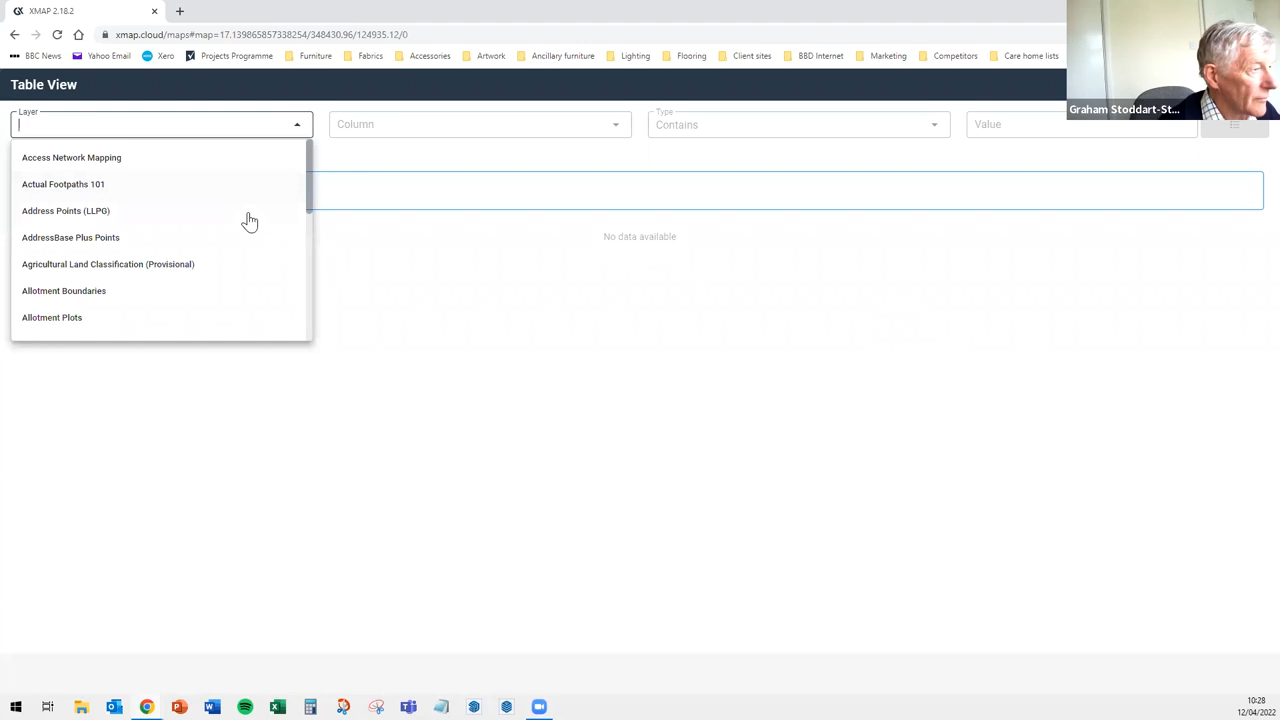 XMAP 2.18.2
xmap.cloud/maps#map=17.139865857338254/348430.96/124935.12/0
BBC News Yahoo Email Xero Projects Programme Furniture Fabrics Accessories Artwork Ancillary furniture Lighting Flooring Client sites BBD Internet Marketing Competitors Care home lists
Graham Stoddart-St...
Table View
Layer
Column
Type
Contains
Value
Access Network Mapping
Actual Footpaths 101
Address Points (LLPG)
AddressBase Plus Points
Agricultural Land Classification (Provisional)
Allotment Boundaries
Allotment Plots
No data available
10:28
12/04/2022